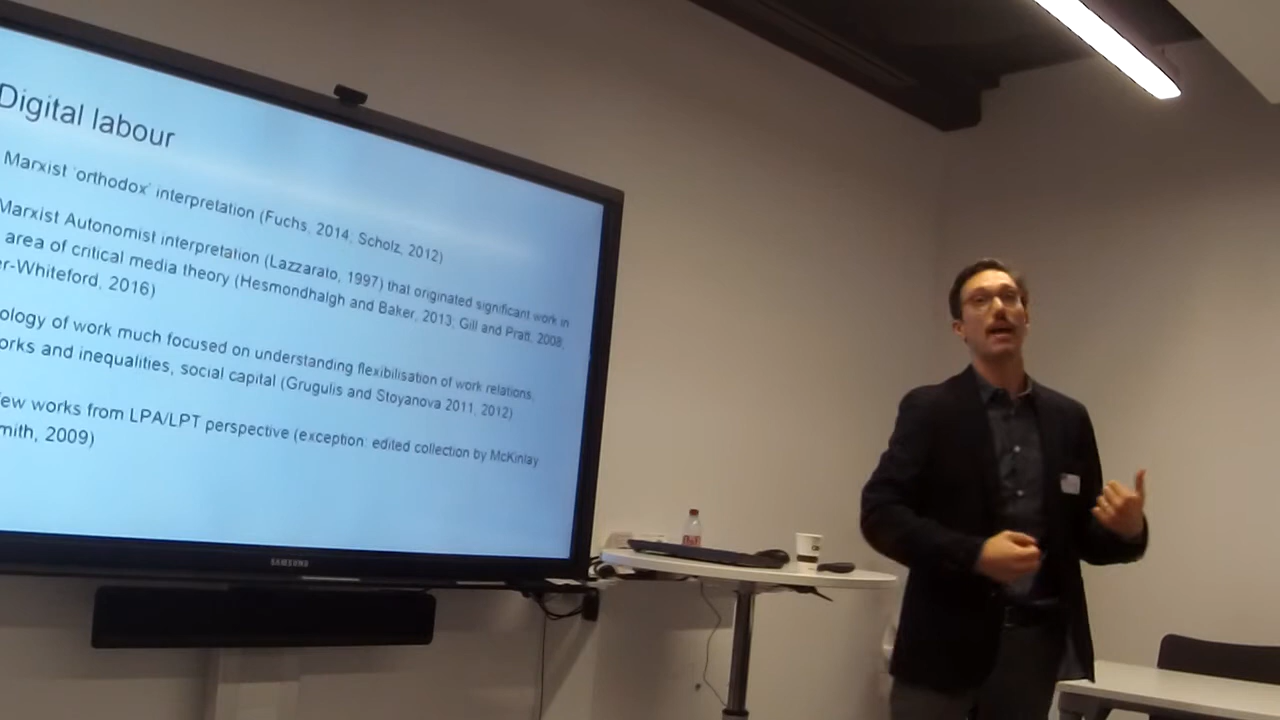 Digital labour
Marxist 'orthodox' interpretation (Fuchs, 2014, Scholz, 2012)
Marxist Autonomist interpretation (Lazzarato, 1997) that originated significant work in
area of critical media theory (Hesmondhalgh and Baker, 2013; Gill and Pratt, 2008,
er-Whiteford, 2016)
ology of work much focused on understanding flexibilisation of work relations,
orks and inequalities, social capital (Grugulis and Stoyanova 2011, 2012)
ew works from LPA/LPT perspective (exception: edited collection by McKinlay
mith, 2009)
SAMSUNG